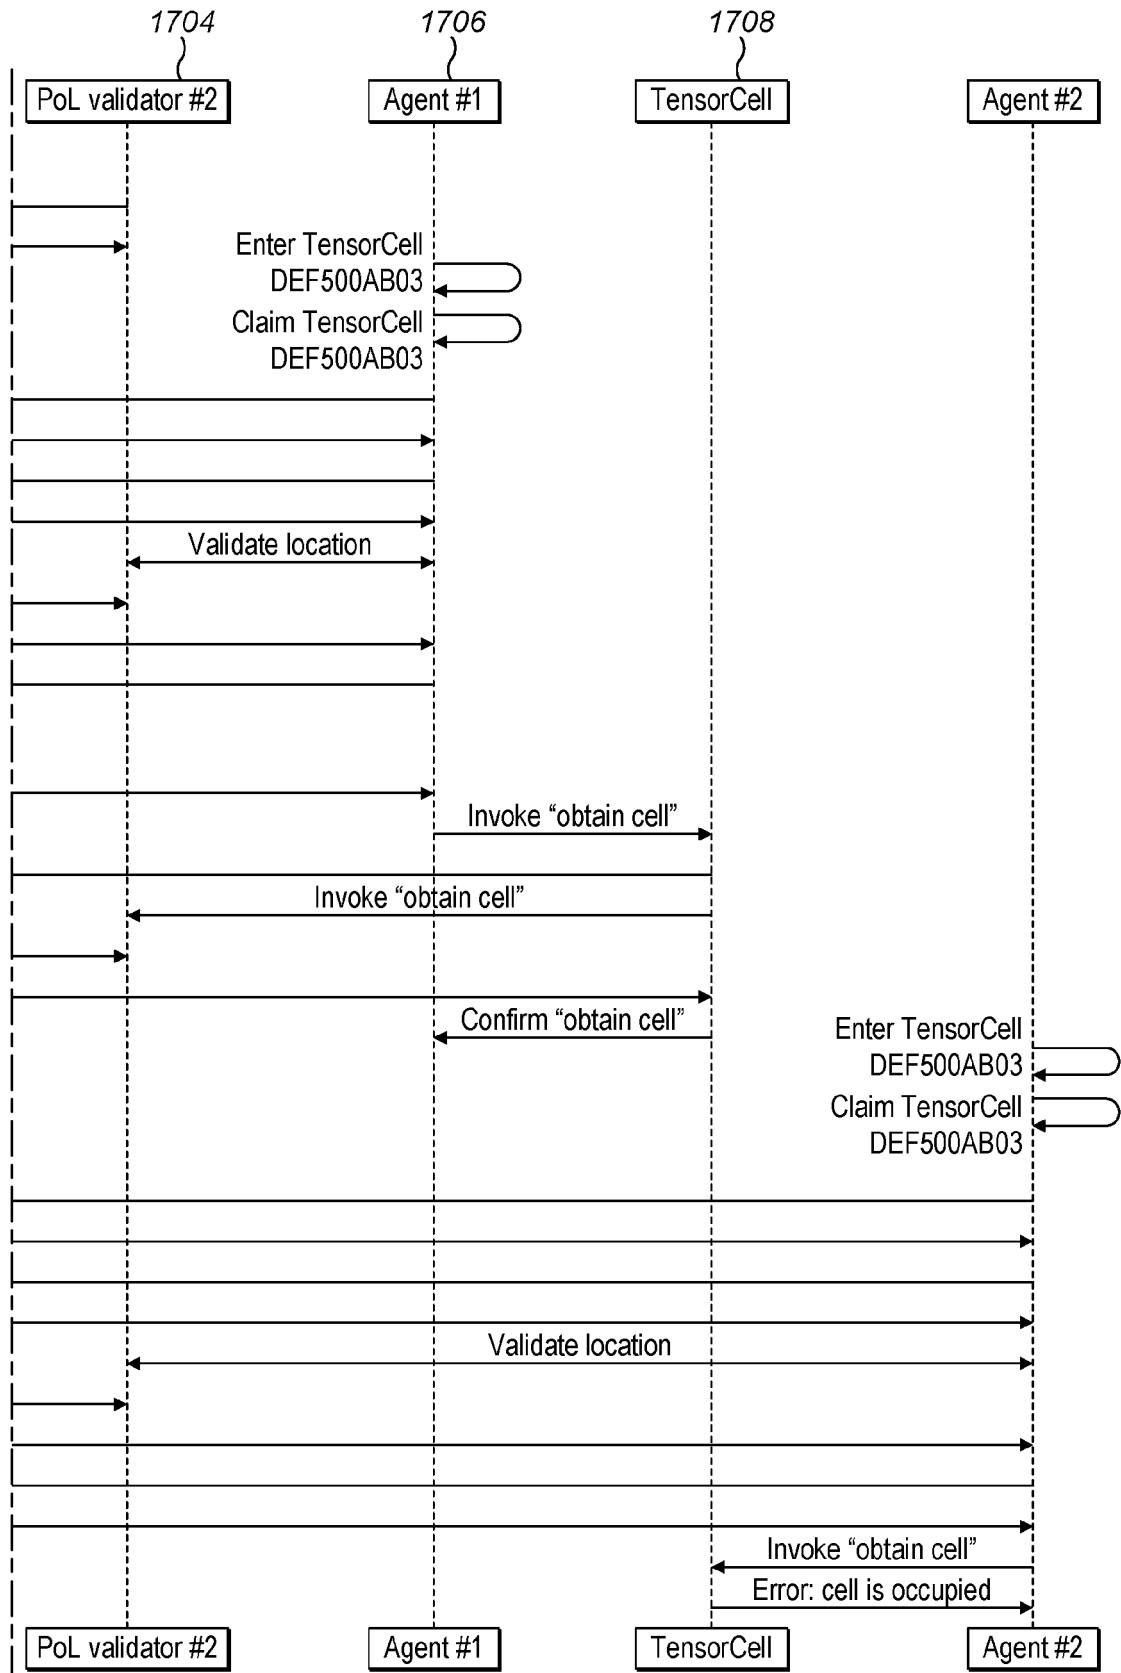 1704 1706 1708
PoL validator #2 Agent #1 TensorCell Agent #2
Enter TensorCell
DEF500AB03
Claim TensorCell
DEF500AB03
Validate location
Invoke “obtain cell”
Invoke “obtain cell”
Confirm “obtain cell”
Enter TensorCell
DEF500AB03
Claim TensorCell
DEF500AB03
Validate location
Invoke “obtain cell”
Error: cell is occupied
PoL validator #2 Agent #1 TensorCell Agent #2